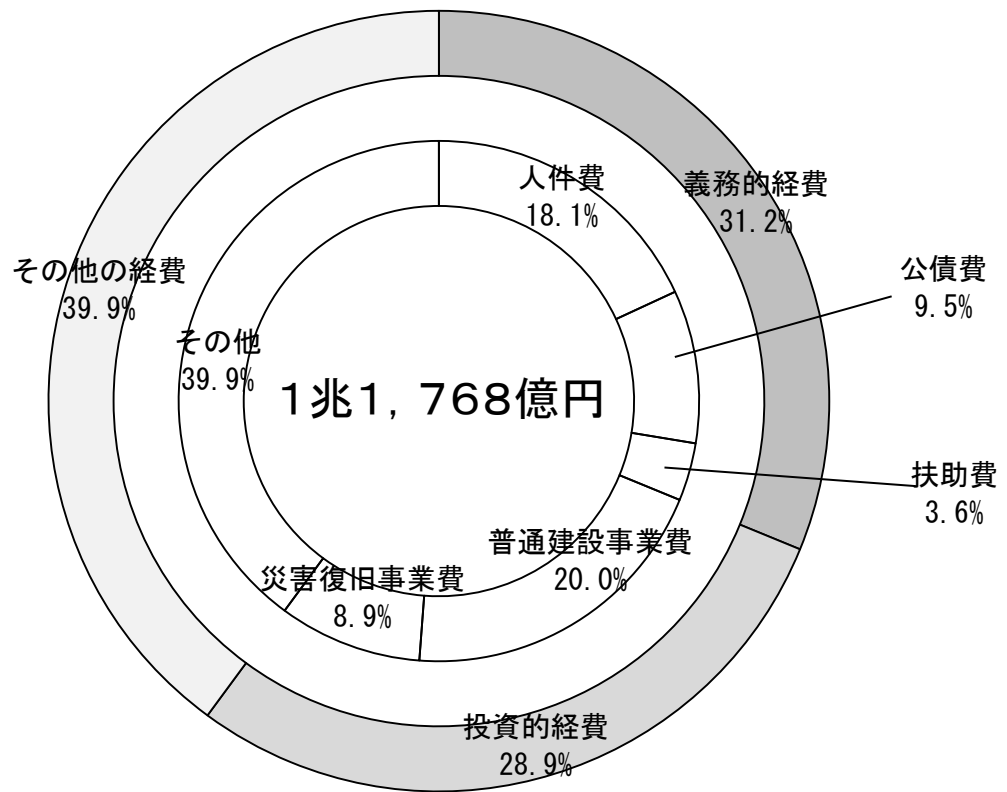 人件費
18.1%
義務的経費
31.2%
公債費
9.5%
その他の経費
39.9%
その他
39.9%
1兆1,768億円
扶助費
3.6%
普通建設事業費
20.0%
災害復旧事業費
8.9%
投資的経費
28.9%